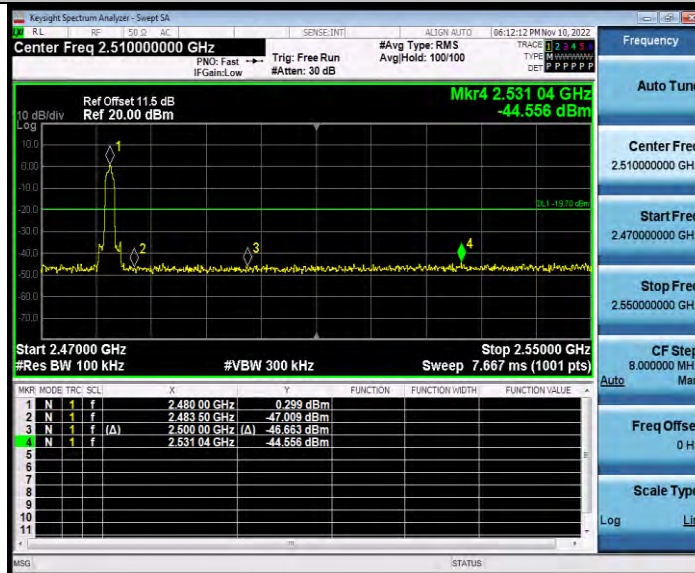 Keysight Spectrum Analyzer - Swept SA
RL RF 50 Ω AC SENSE:INT ALIGN AUTO 06:12:12 PM Nov 10, 2022
Center Freq 2.510000000 GHz
PNO: Fast
IFGain:Low
Trig: Free Run
#Atten: 30 dB
#Avg Type: RMS
Avg|Hold: 100/100
TRACE 1 2 3 4 5 6
TYPE M W W W W W
DET P P P P P P
Mkr4 2.531 04 GHz
-44.556 dBm
Ref Offset 11.5 dB
10 dB/div Ref 20.00 dBm
Log
10.0
0.00
-10.0
-20.0
-30.0
-40.0
-50.0
-60.0
-70.0
1
2
3
4
DL1 -19.70 dBm
Start 2.47000 GHz Stop 2.55000 GHz
#Res BW 100 kHz #VBW 300 kHz Sweep 7.667 ms (1001 pts)
MKR MODE TRC SCL X Y FUNCTION FUNCTION WIDTH FUNCTION VALUE
1 N 1 f 2.480 00 GHz 0.299 dBm
2 N 1 f 2.483 50 GHz -47.009 dBm
3 N 1 f (Δ) 2.500 00 GHz (Δ) -46.663 dBm
4 N 1 f 2.531 04 GHz -44.556 dBm
5
6
7
8
9
10
11
MSG STATUS
Frequency
Auto Tune
Center Freq
2.510000000 GH
Start Freq
2.470000000 GH
Stop Freq
2.550000000 GH
CF Step
8.000000 MH
Auto Man
Freq Offse
0 H
Scale Type
Log Li